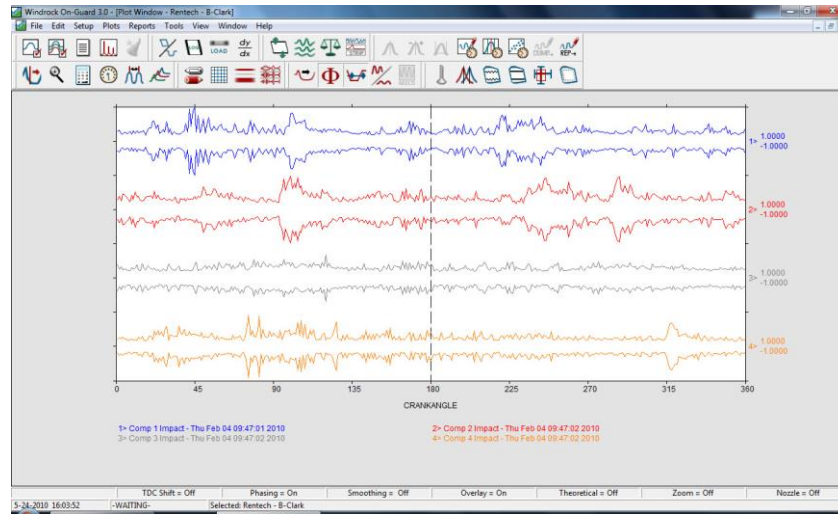 Windrock On-Guard 3.0 - [Plot Window - Rentech - B-Clark]
File Edit Setup Plots Reports Tools View Window Help
LOAD dy dx REP→
1> 1.0000
-1.0000
2> 1.0000
-1.0000
3> 1.0000
-1.0000
4> 1.0000
-1.0000
0 45 90 135 180 225 270 315 360
CRANKANGLE
1> Comp 1 Impact - Thu Feb 04 09:47:01 2010 2> Comp 2 Impact - Thu Feb 04 09:47:02 2010
3> Comp 3 Impact - Thu Feb 04 09:47:02 2010 4> Comp 4 Impact - Thu Feb 04 09:47:02 2010
TDC Shift = Off Phasing = On Smoothing = Off Overlay = On Theoretical = Off Zoom = Off Nozzle = Off
5-24-2010 16:03:52 -WAITING- Selected: Rentech - B-Clark